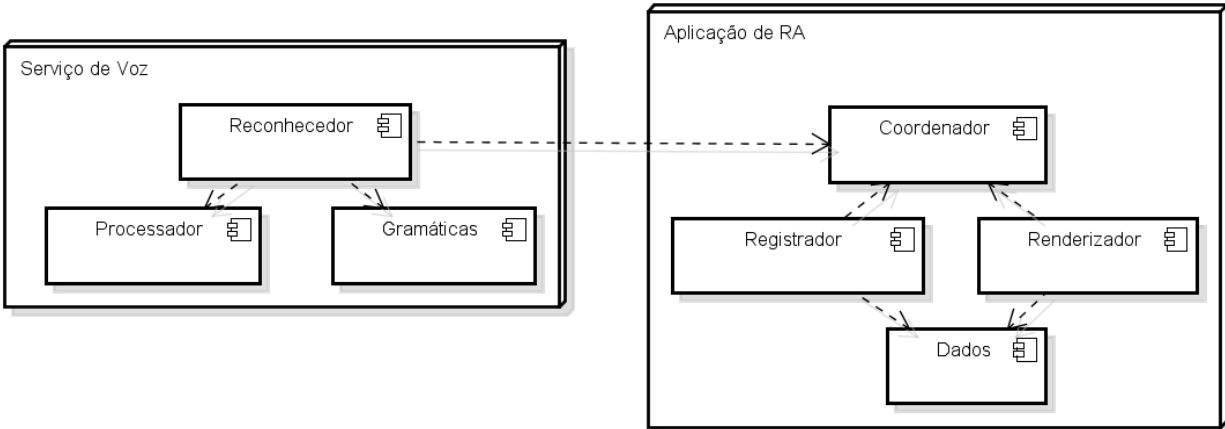 Serviço de Voz
Reconhecedor
Processador
Gramáticas
Aplicação de RA
Coordenador
Registrador
Renderizador
Dados